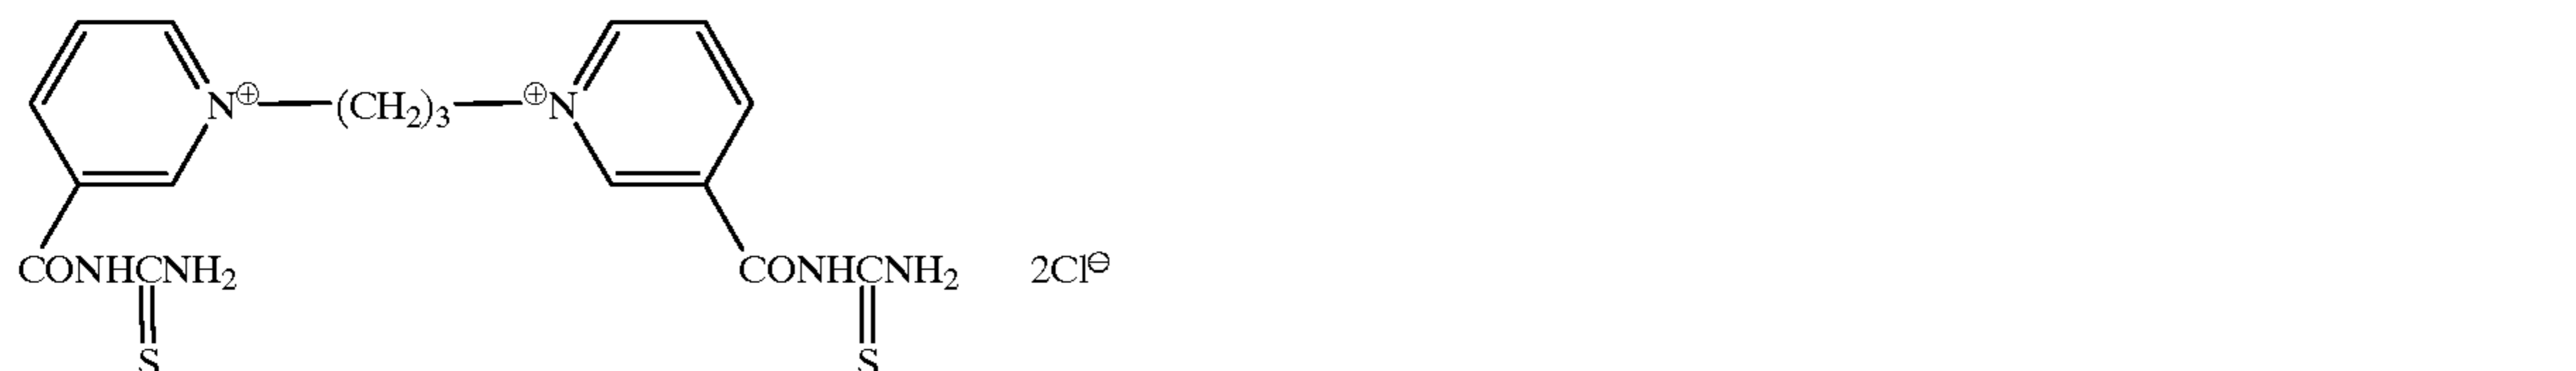 N⊕ (CH₂)₃ ⊕N
CONHCNH₂ CONHCNH₂ 2Cl⊖
S S